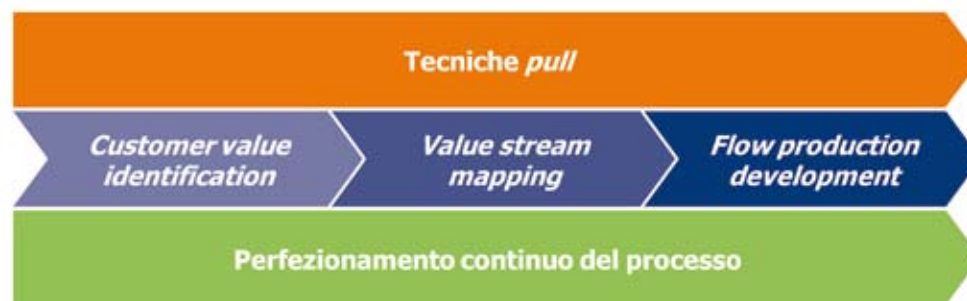 Tecniche pull
Customer value
identification
Value stream
mapping
Flow production
development
Perfezionamento continuo del processo